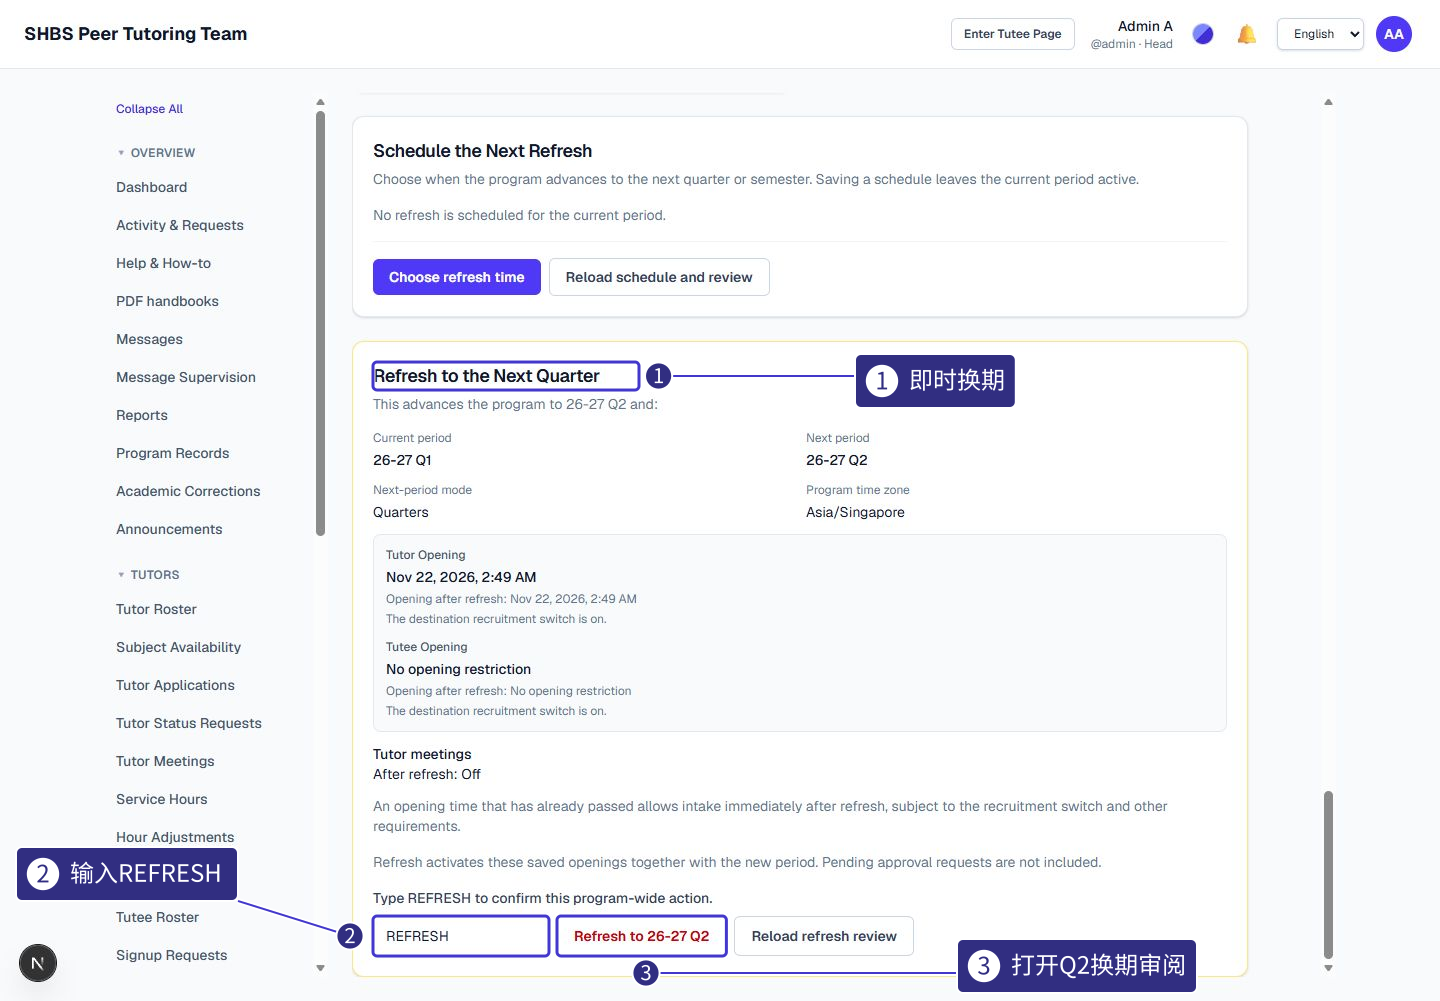 SHBS Peer Tutoring Team
Enter Tutee Page
Admin A
@admin · Head
English
AA
Collapse All
OVERVIEW
Dashboard
Activity & Requests
Help & How-to
PDF handbooks
Messages
Message Supervision
Reports
Program Records
Academic Corrections
Announcements
TUTORS
Tutor Roster
Subject Availability
Tutor Applications
Tutor Status Requests
Tutor Meetings
Service Hours
Hour Adjustments
2 输入REFRESH
Tutee Roster
Signup Requests
N
Schedule the Next Refresh
Choose when the program advances to the next quarter or semester. Saving a schedule leaves the current period active.
No refresh is scheduled for the current period.
Choose refresh time
Reload schedule and review
Refresh to the Next Quarter
1
1 即时换期
This advances the program to 26-27 Q2 and:
Current period
26-27 Q1
Next period
26-27 Q2
Next-period mode
Quarters
Program time zone
Asia/Singapore
Tutor Opening
Nov 22, 2026, 2:49 AM
Opening after refresh: Nov 22, 2026, 2:49 AM
The destination recruitment switch is on.
Tutee Opening
No opening restriction
Opening after refresh: No opening restriction
The destination recruitment switch is on.
Tutor meetings
After refresh: Off
An opening time that has already passed allows intake immediately after refresh, subject to the recruitment switch and other
requirements.
Refresh activates these saved openings together with the new period. Pending approval requests are not included.
Type REFRESH to confirm this program-wide action.
2
REFRESH
Refresh to 26-27 Q2
Reload refresh review
3
3 打开Q2换期审阅